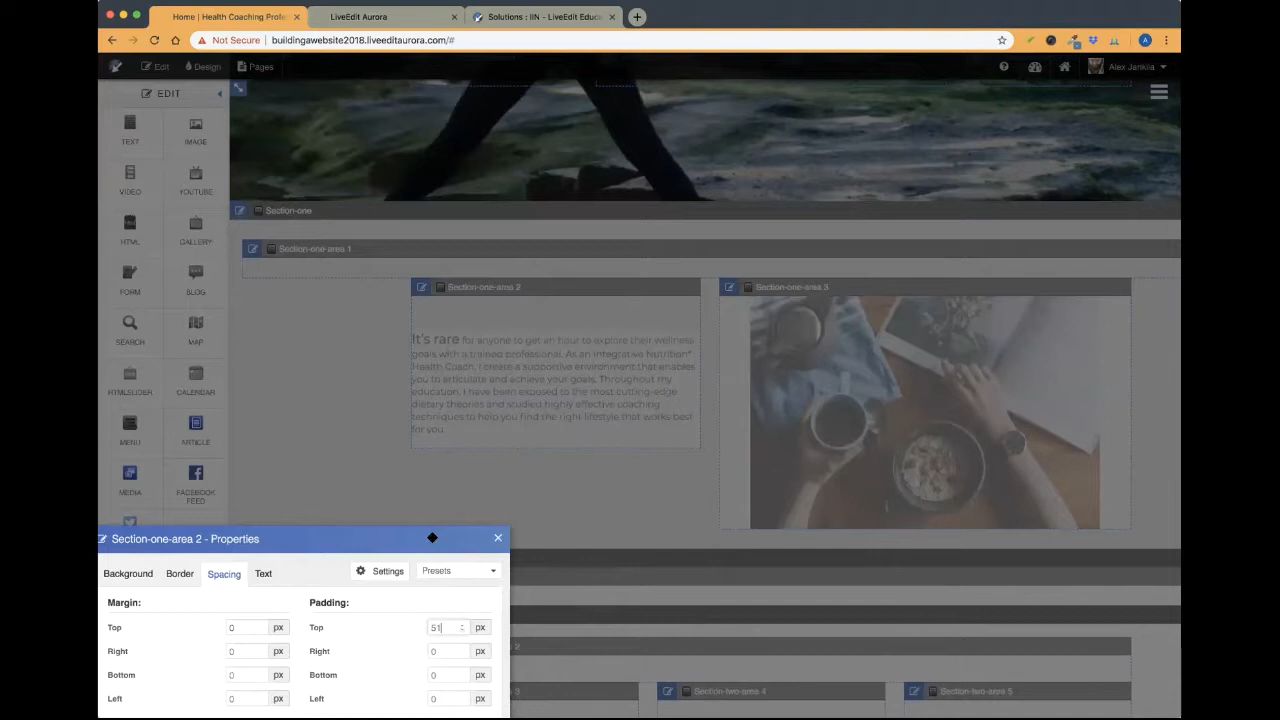 Home | Health Coaching Profe
LiveEdit Aurora
Solutions : IIN - LiveEdit Educ
Not Secure
buildingawebsite2018.liveeditaurora.com/#
A
Edit
Design
Pages
Alex Jankila
EDIT
TEXT
IMAGE
VIDEO
YOUTUBE
HTML
GALLERY
FORM
BLOG
SEARCH
MAP
HTMLSLIDER
CALENDAR
MENU
ARTICLE
MEDIA
FACEBOOK
FEED
Section-one
Section-one-area 1
Section-one-area 2
Section-one-area 3
It's rare for anyone to get an hour to explore their wellness
goals with a trained professional. As an Integrative Nutrition®
Health Coach, I create a supportive environment that enables
you to articulate and achieve your goals. Throughout my
education, I have been exposed to the most cutting-edge
dietary theories and studied highly effective coaching
techniques to help you find the right lifestyle that works best
for you.
Section-one-area 2 - Properties
Background
Border
Spacing
Text
Settings
Presets
Margin:
Padding:
Top 0 px
Top 51 px
Right 0 px
Right 0 px
Bottom 0 px
Bottom 0 px
Left 0 px
Left 0 px
2
3
Section-two-area 4
Section-two-area 5